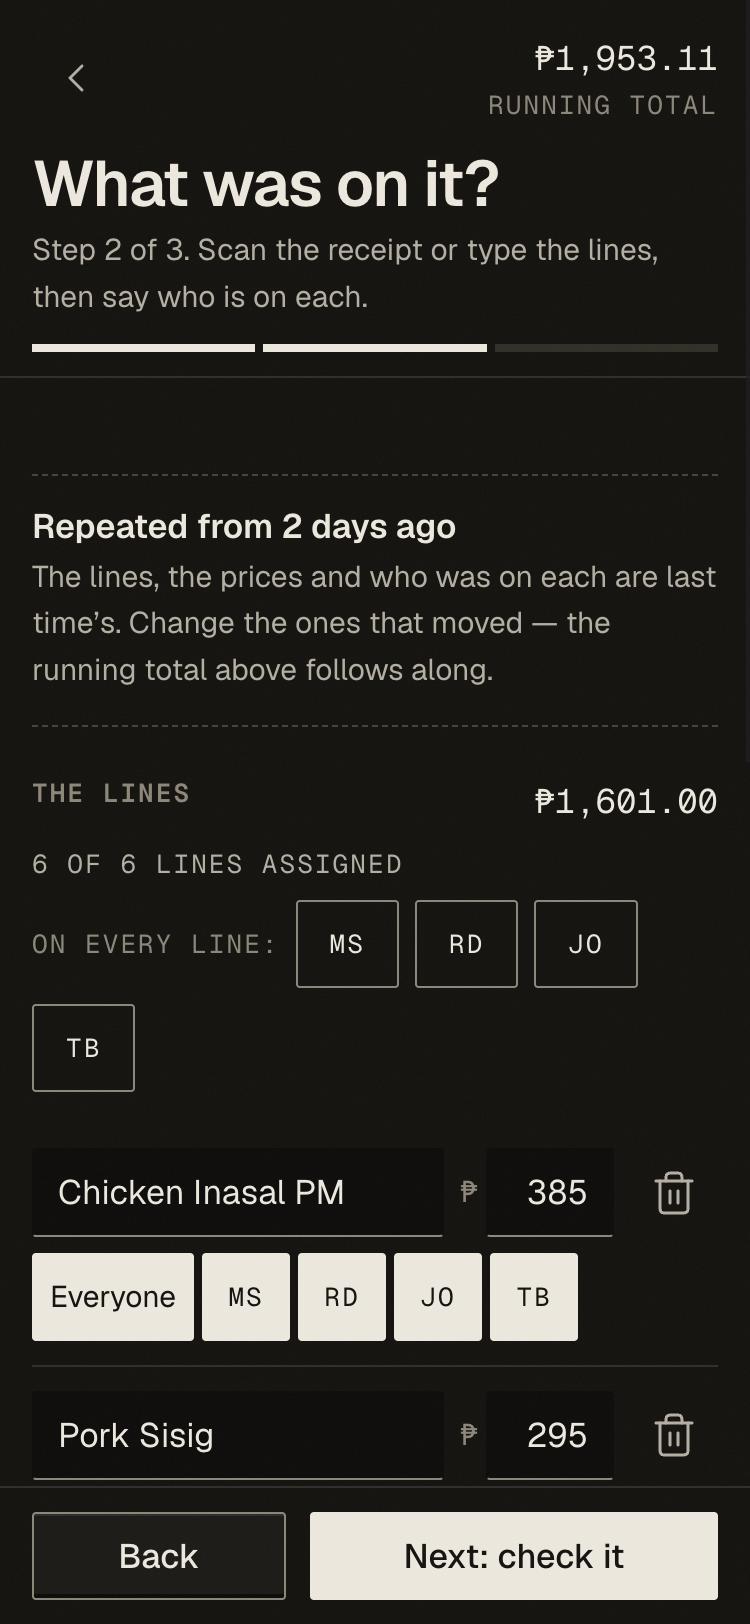 ₱1,953.11
RUNNING TOTAL
What was on it?
Step 2 of 3. Scan the receipt or type the lines,
then say who is on each.
Repeated from 2 days ago
The lines, the prices and who was on each are last
time’s. Change the ones that moved — the
running total above follows along.
THE LINES ₱1,601.00
6 OF 6 LINES ASSIGNED
ON EVERY LINE: MS RD JO
TB
Chicken Inasal PM ₱ 385
Everyone MS RD JO TB
Pork Sisig ₱ 295
Back Next: check it